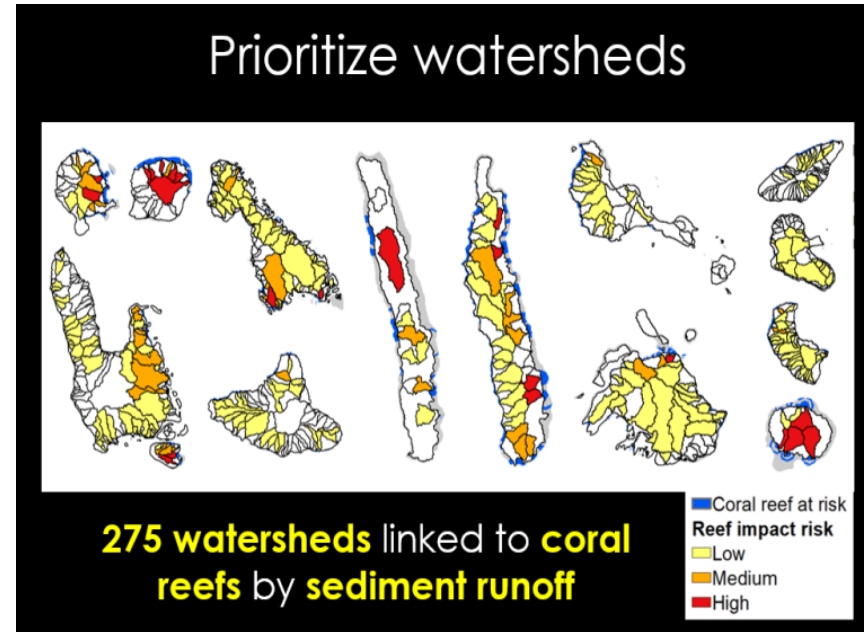 Prioritize watersheds
275 watersheds linked to coral
reefs by sediment runoff
Coral reef at risk
Reef impact risk
Low
Medium
High